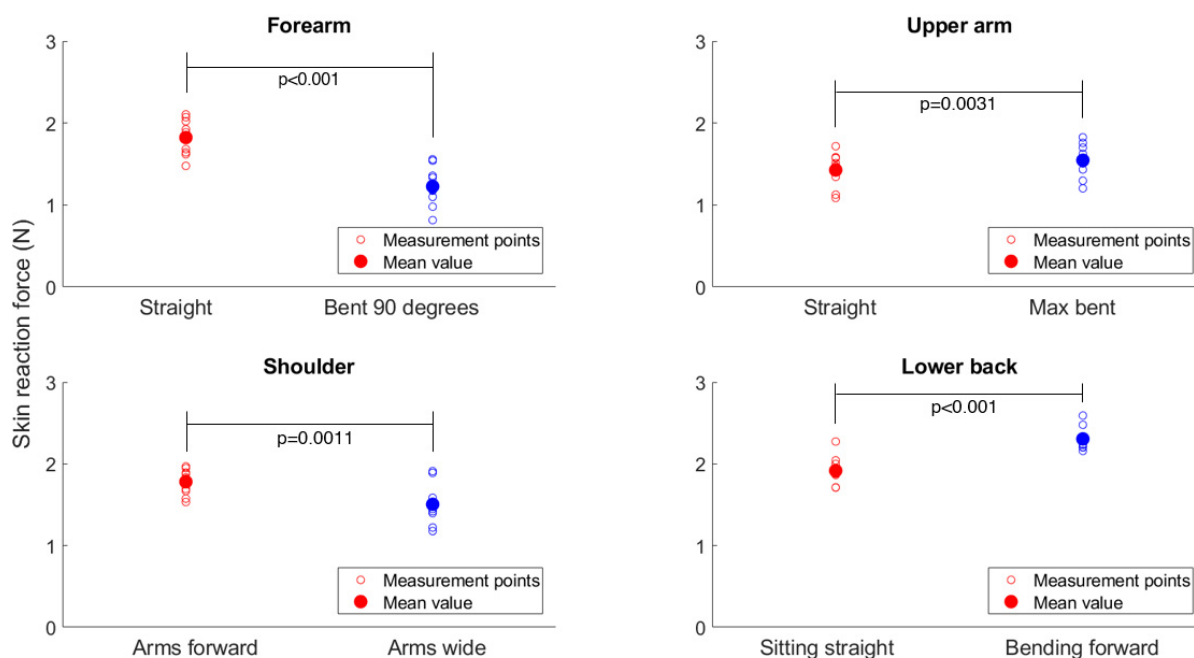 Skin reaction force (N)
Forearm
3
2
1
0
p<0.001
Measurement points
Mean value
Straight
Bent 90 degrees
Upper arm
3
2
1
0
p=0.0031
Measurement points
Mean value
Straight
Max bent
Shoulder
3
2
1
0
p=0.0011
Measurement points
Mean value
Arms forward
Arms wide
Lower back
3
2
1
0
p<0.001
Measurement points
Mean value
Sitting straight
Bending forward